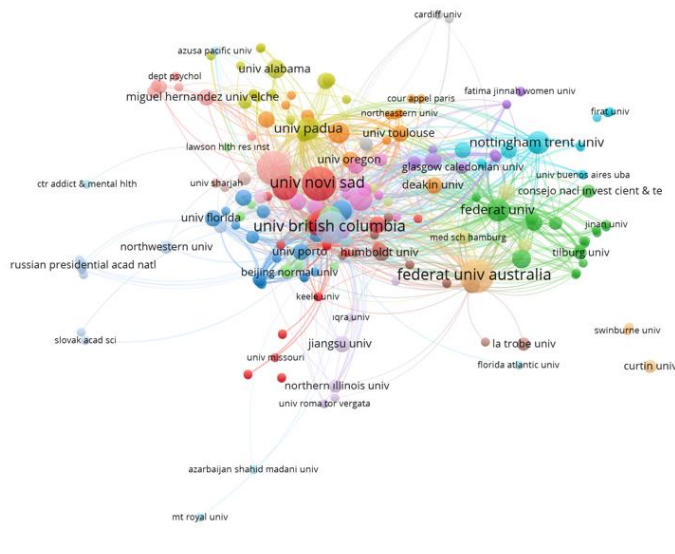 cardiff univ
azusa pacific univ
univ alabama
dept psychol
miguel hernandez univ elche
cour appel paris
fatima jinnah women univ
northeastern univ
firat univ
univ padua
univ toulouse
nottingham trent univ
lawson hlth res inst
univ oregon
glasgow caledonian univ
univ buenos aires uba
ctr addict & mental hlth
univ sharjah
univ novi sad
deakin univ
consejo nacl invest cient & te
univ florida
federat univ
univ british columbia
jinan univ
med sch hamburg
northwestern univ
univ porto
humboldt univ
tilburg univ
russian presidential acad natl
beijing normal univ
federat univ australia
keele univ
iqra univ
swinburne univ
slovak acad sci
jiangsu univ
la trobe univ
univ missouri
florida atlantic univ
curtin univ
northern illinois univ
univ roma tor vergata
azarbaijan shahid madani univ
mt royal univ